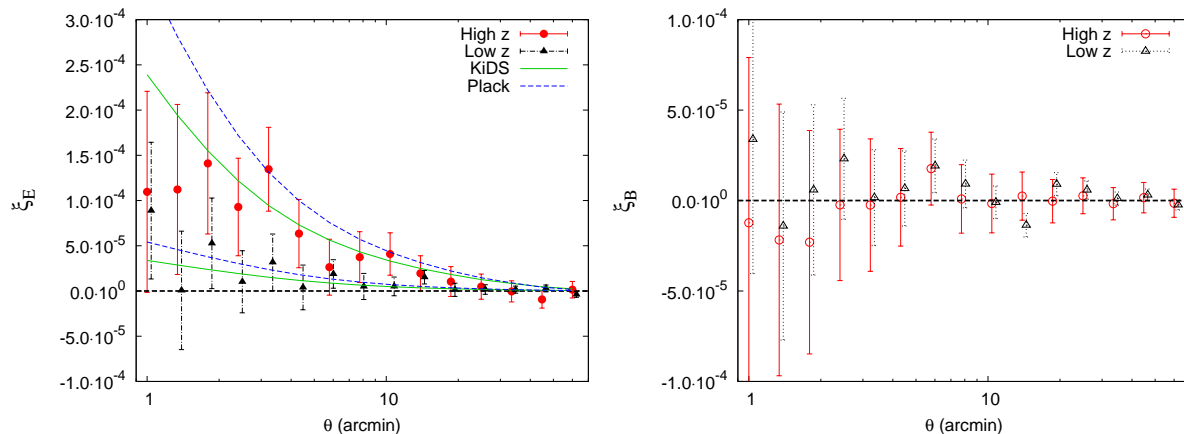 3.0·10⁻⁴
2.5·10⁻⁴
2.0·10⁻⁴
1.5·10⁻⁴
1.0·10⁻⁴
5.0·10⁻⁵
0.0·10⁰
-5.0·10⁻⁵
-1.0·10⁻⁴
ξE
1
10
θ (arcmin)
High z
Low z
KiDS
Plack
1.0·10⁻⁴
5.0·10⁻⁵
0.0·10⁰
-5.0·10⁻⁵
-1.0·10⁻⁴
ξB
1
10
θ (arcmin)
High z
Low z